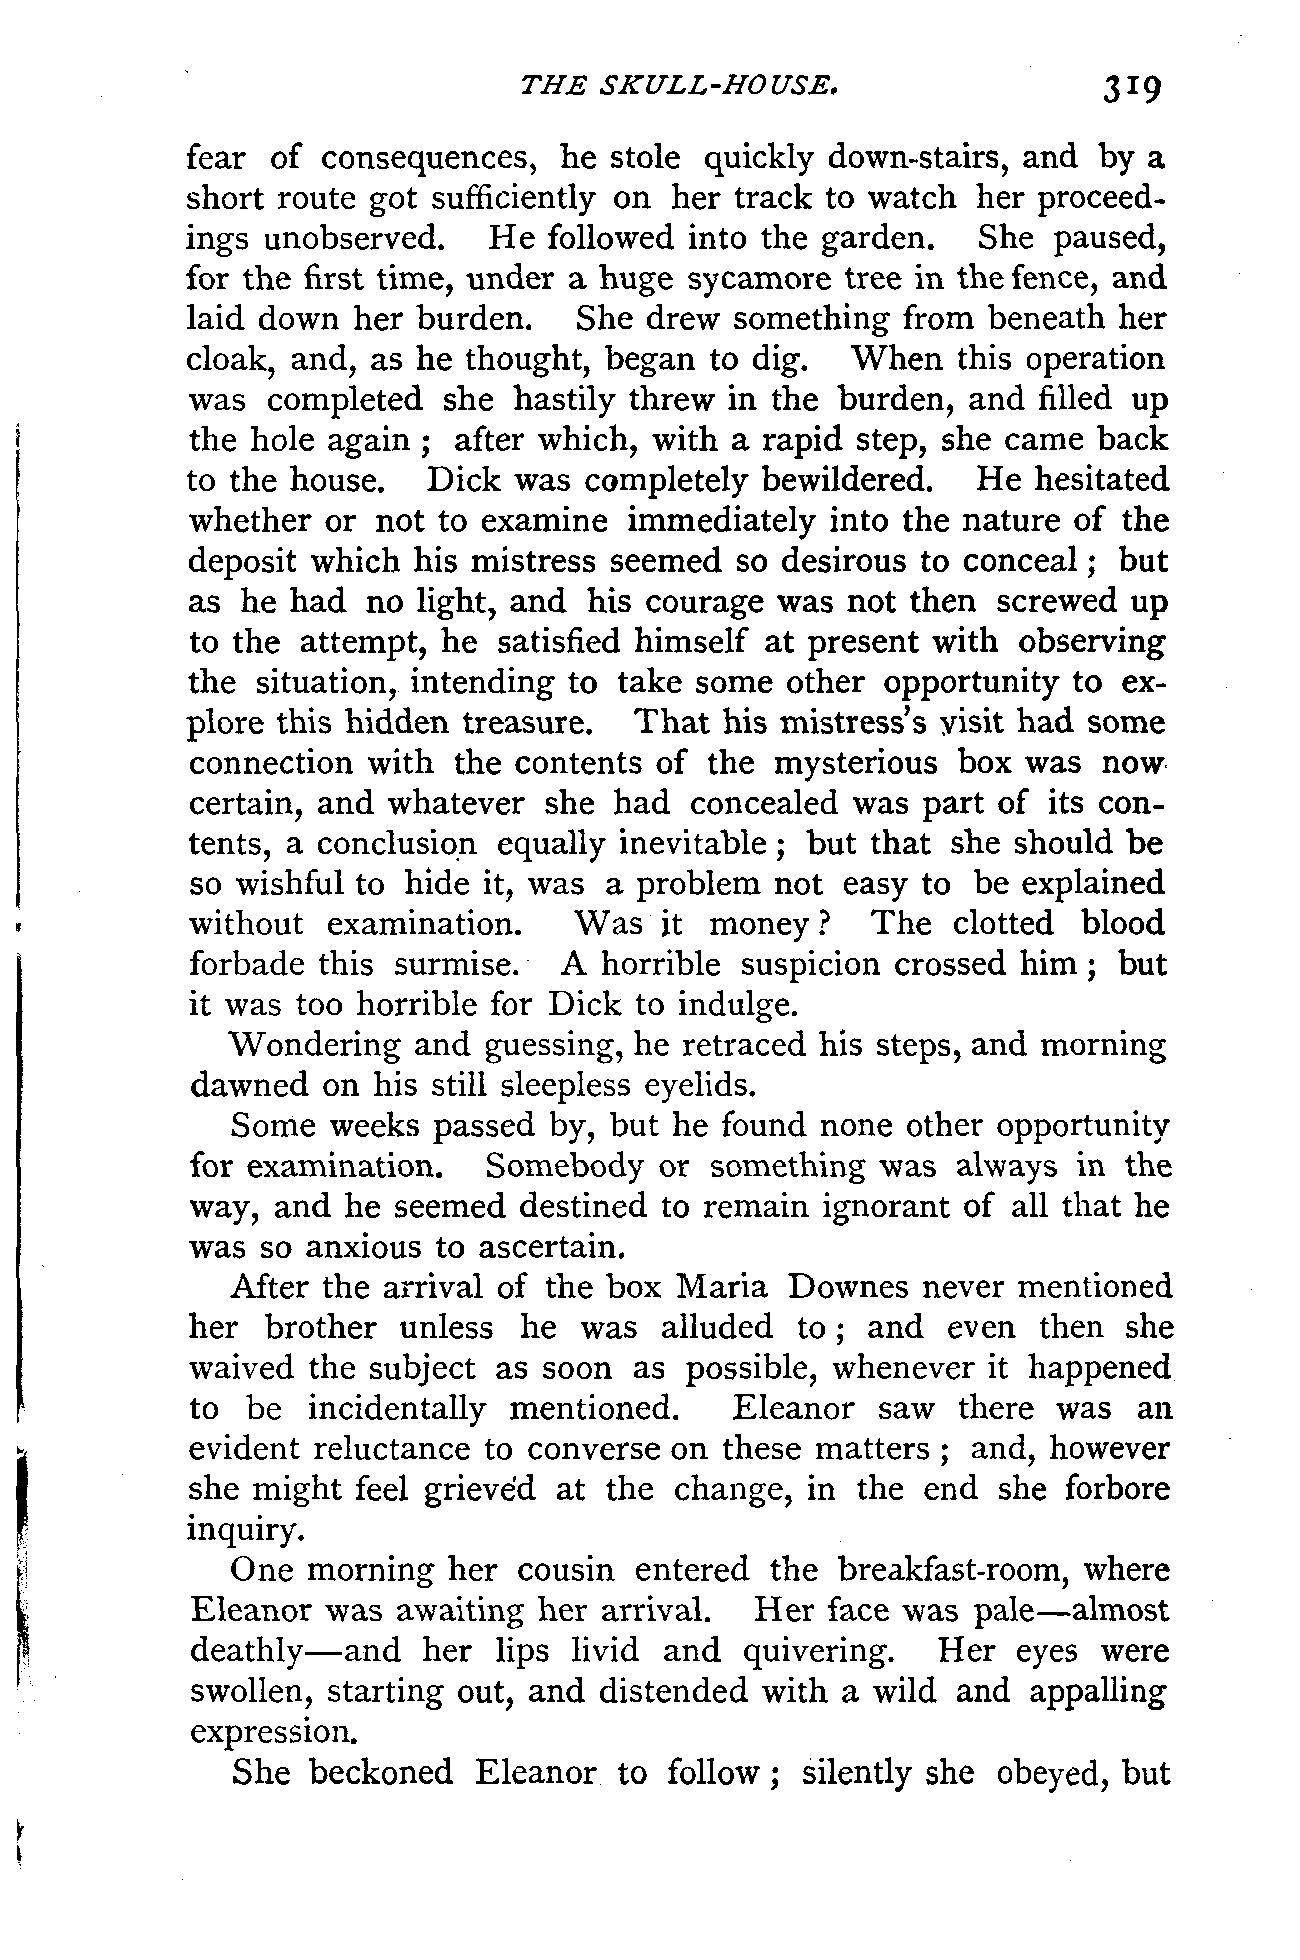 THE SKULL-HOUSE. 319
fear of consequences, he stole quickly down-stairs, and by a
short route got sufficiently on her track to watch her proceed-
ings unobserved. He followed into the garden. She paused,
for the first time, under a huge sycamore tree in the fence, and
laid down her burden. She drew something from beneath her
cloak, and, as he thought, began to dig. When this operation
was completed she hastily threw in the burden, and filled up
the hole again ; after which, with a rapid step, she came back
to the house. Dick was completely bewildered. He hesitated
whether or not to examine immediately into the nature of the
deposit which his mistress seemed so desirous to conceal ; but
as he had no light, and his courage was not then screwed up
to the attempt, he satisfied himself at present with observing
the situation, intending to take some other opportunity to ex-
plore this hidden treasure. That his mistress's visit had some
connection with the contents of the mysterious box was now
certain, and whatever she had concealed was part of its con-
tents, a conclusion equally inevitable ; but that she should be
so wishful to hide it, was a problem not easy to be explained
without examination. Was it money ? The clotted blood
forbade this surmise. A horrible suspicion crossed him ; but
it was too horrible for Dick to indulge.
Wondering and guessing, he retraced his steps, and morning
dawned on his still sleepless eyelids.
Some weeks passed by, but he found none other opportunity
for examination. Somebody or something was always in the
way, and he seemed destined to remain ignorant of all that he
was so anxious to ascertain.
After the arrival of the box Maria Downes never mentioned
her brother unless he was alluded to ; and even then she
waived the subject as soon as possible, whenever it happened
to be incidentally mentioned. Eleanor saw there was an
evident reluctance to converse on these matters ; and, however
she might feel grieved at the change, in the end she forbore
inquiry.
One morning her cousin entered the breakfast-room, where
Eleanor was awaiting her arrival. Her face was pale—almost
deathly—and her lips livid and quivering. Her eyes were
swollen, starting out, and distended with a wild and appalling
expression.
She beckoned Eleanor to follow ; silently she obeyed, but